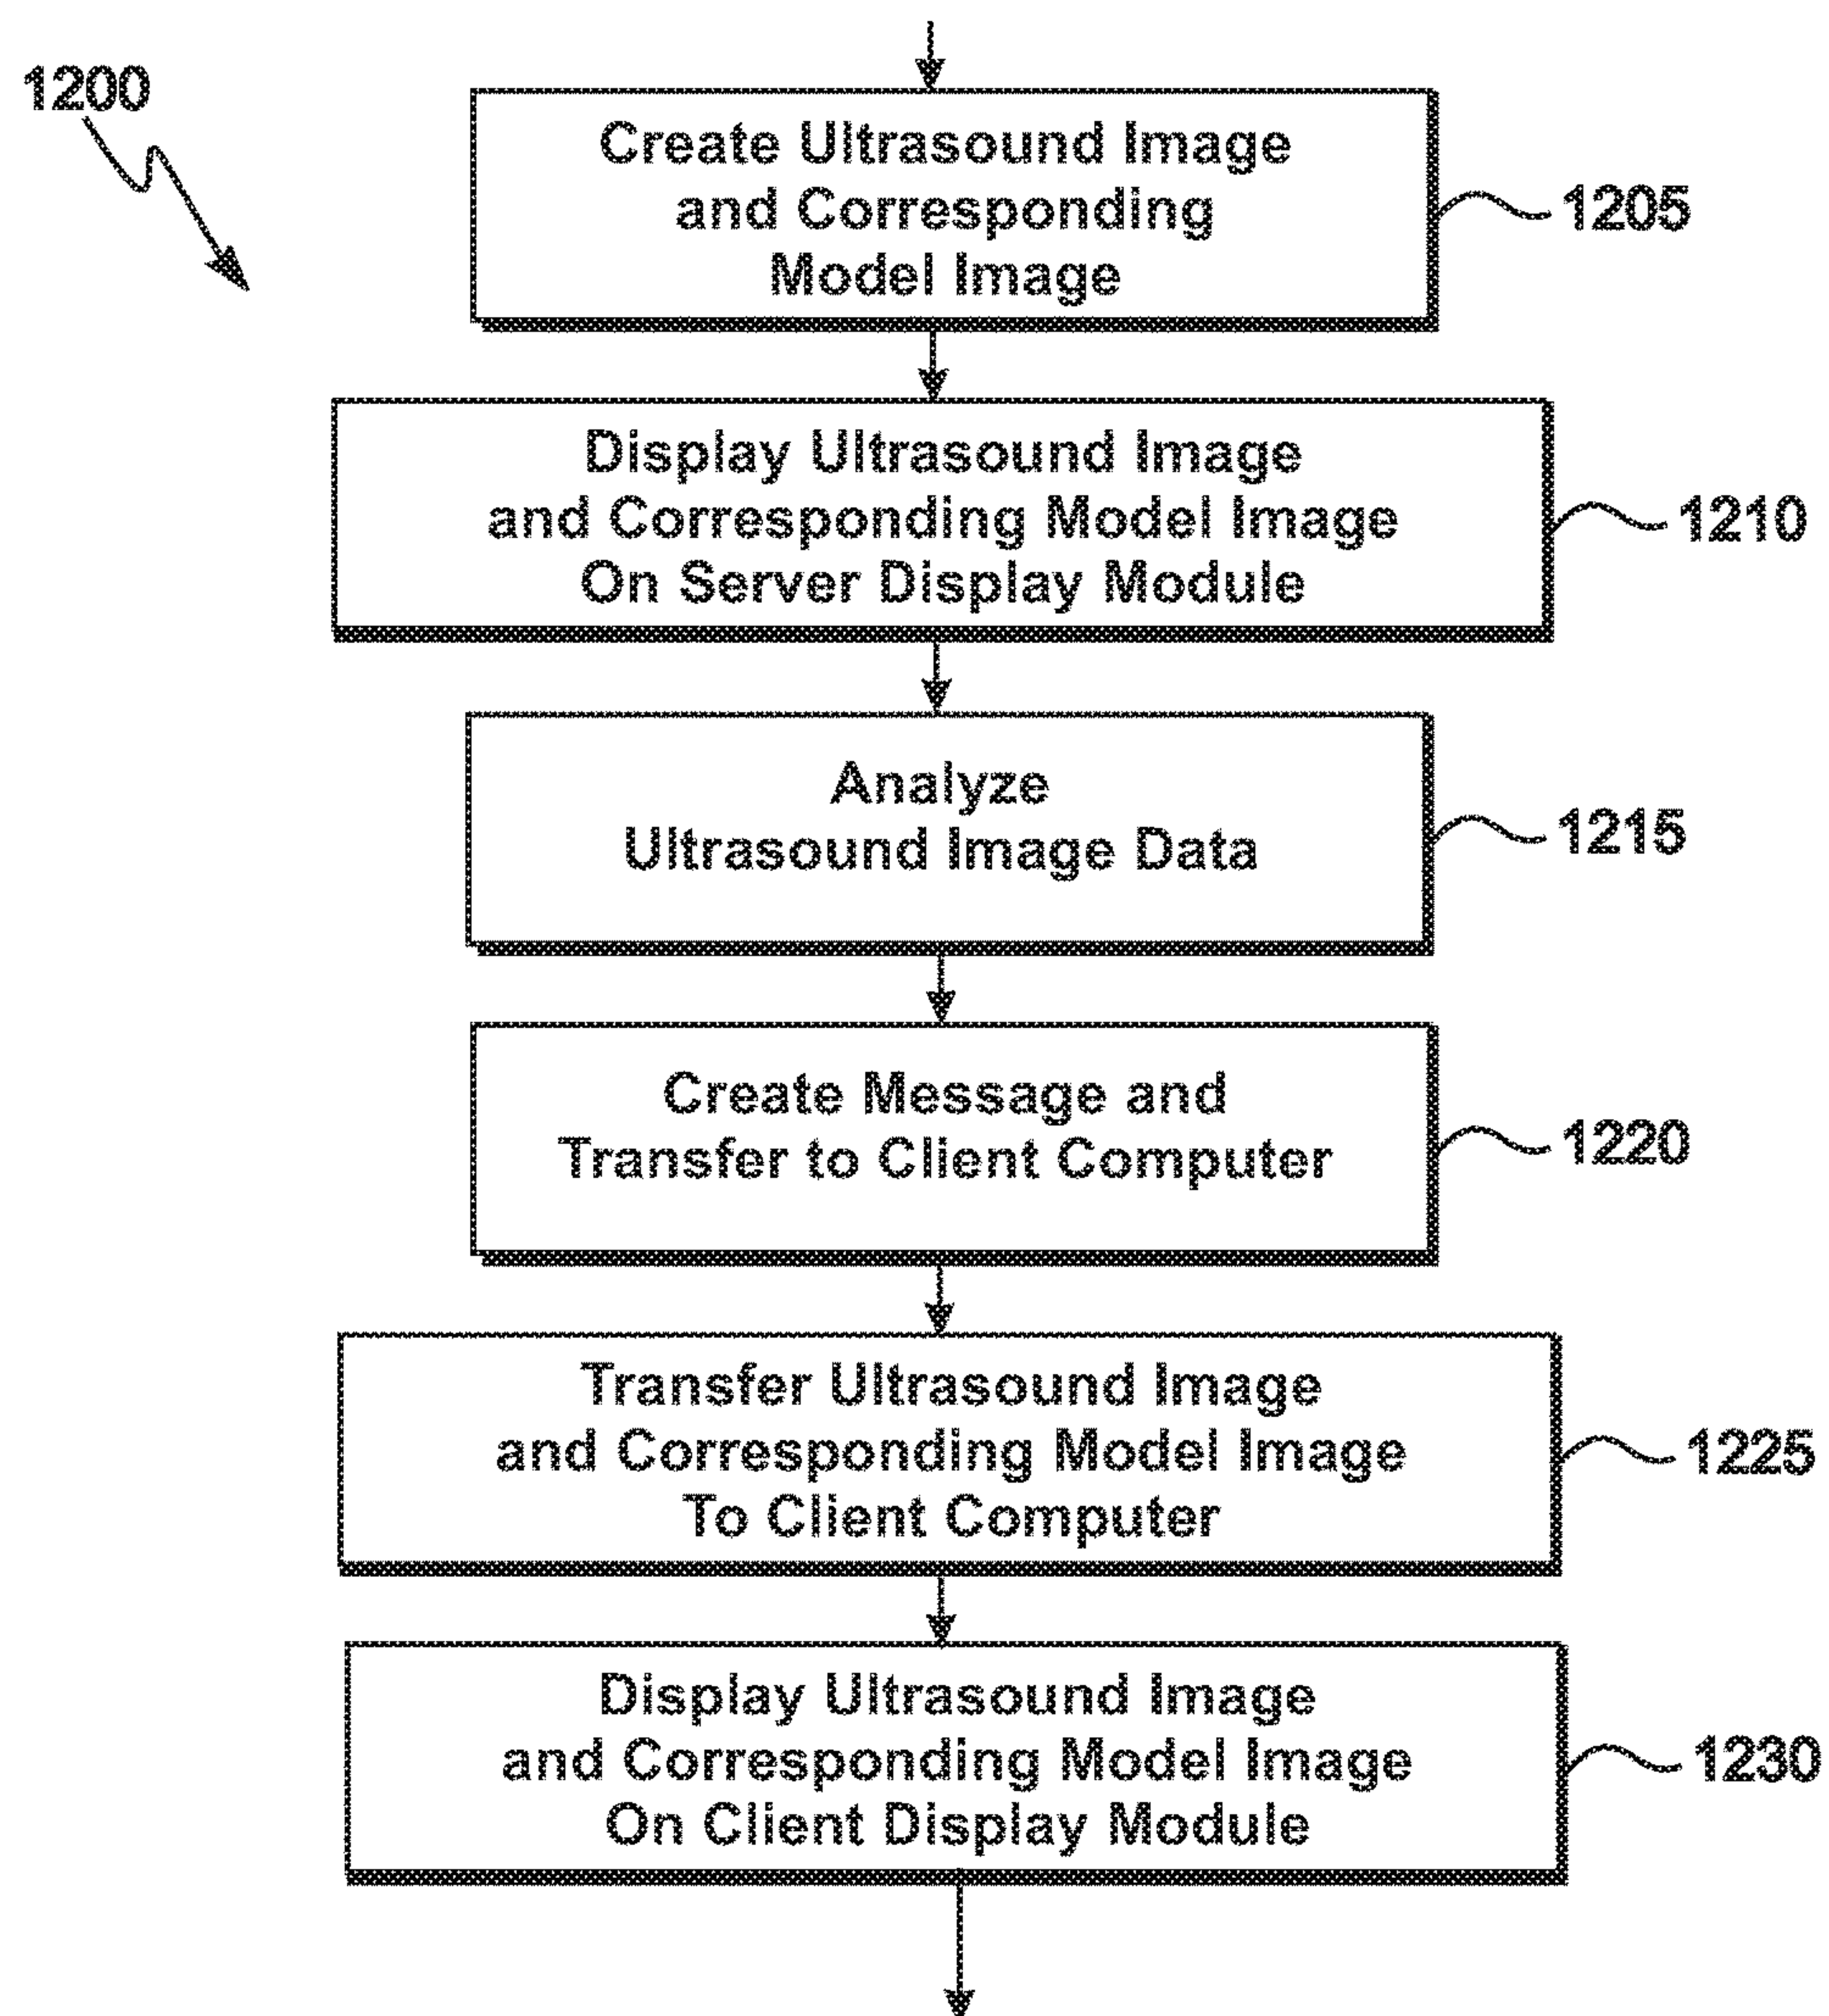 1200
Create Ultrasound Image
and Corresponding
Model Image
1205
Display Ultrasound Image
and Corresponding Model Image
On Server Display Module
1210
Analyze
Ultrasound Image Data
1215
Create Message and
Transfer to Client Computer
1220
Transfer Ultrasound Image
and Corresponding Model Image
To Client Computer
1225
Display Ultrasound Image
and Corresponding Model Image
On Client Display Module
1230